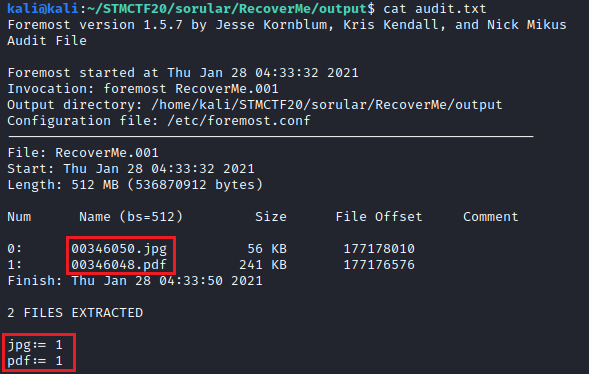 kali@kali:~/STMCTF20/sorular/RecoverMe/output$ cat audit.txt
Foremost version 1.5.7 by Jesse Kornblum, Kris Kendall, and Nick Mikus
Audit File
Foremost started at Thu Jan 28 04:33:32 2021
Invocation: foremost RecoverMe.001
Output directory: /home/kali/STMCTF20/sorular/RecoverMe/output
Configuration file: /etc/foremost.conf
File: RecoverMe.001
Start: Thu Jan 28 04:33:32 2021
Length: 512 MB (536870912 bytes)
Num Name (bs=512) Size File Offset Comment
0: 00346050.jpg 56 KB 177178010
1: 00346048.pdf 241 KB 177176576
Finish: Thu Jan 28 04:33:50 2021
2 FILES EXTRACTED
jpg:= 1
pdf:= 1